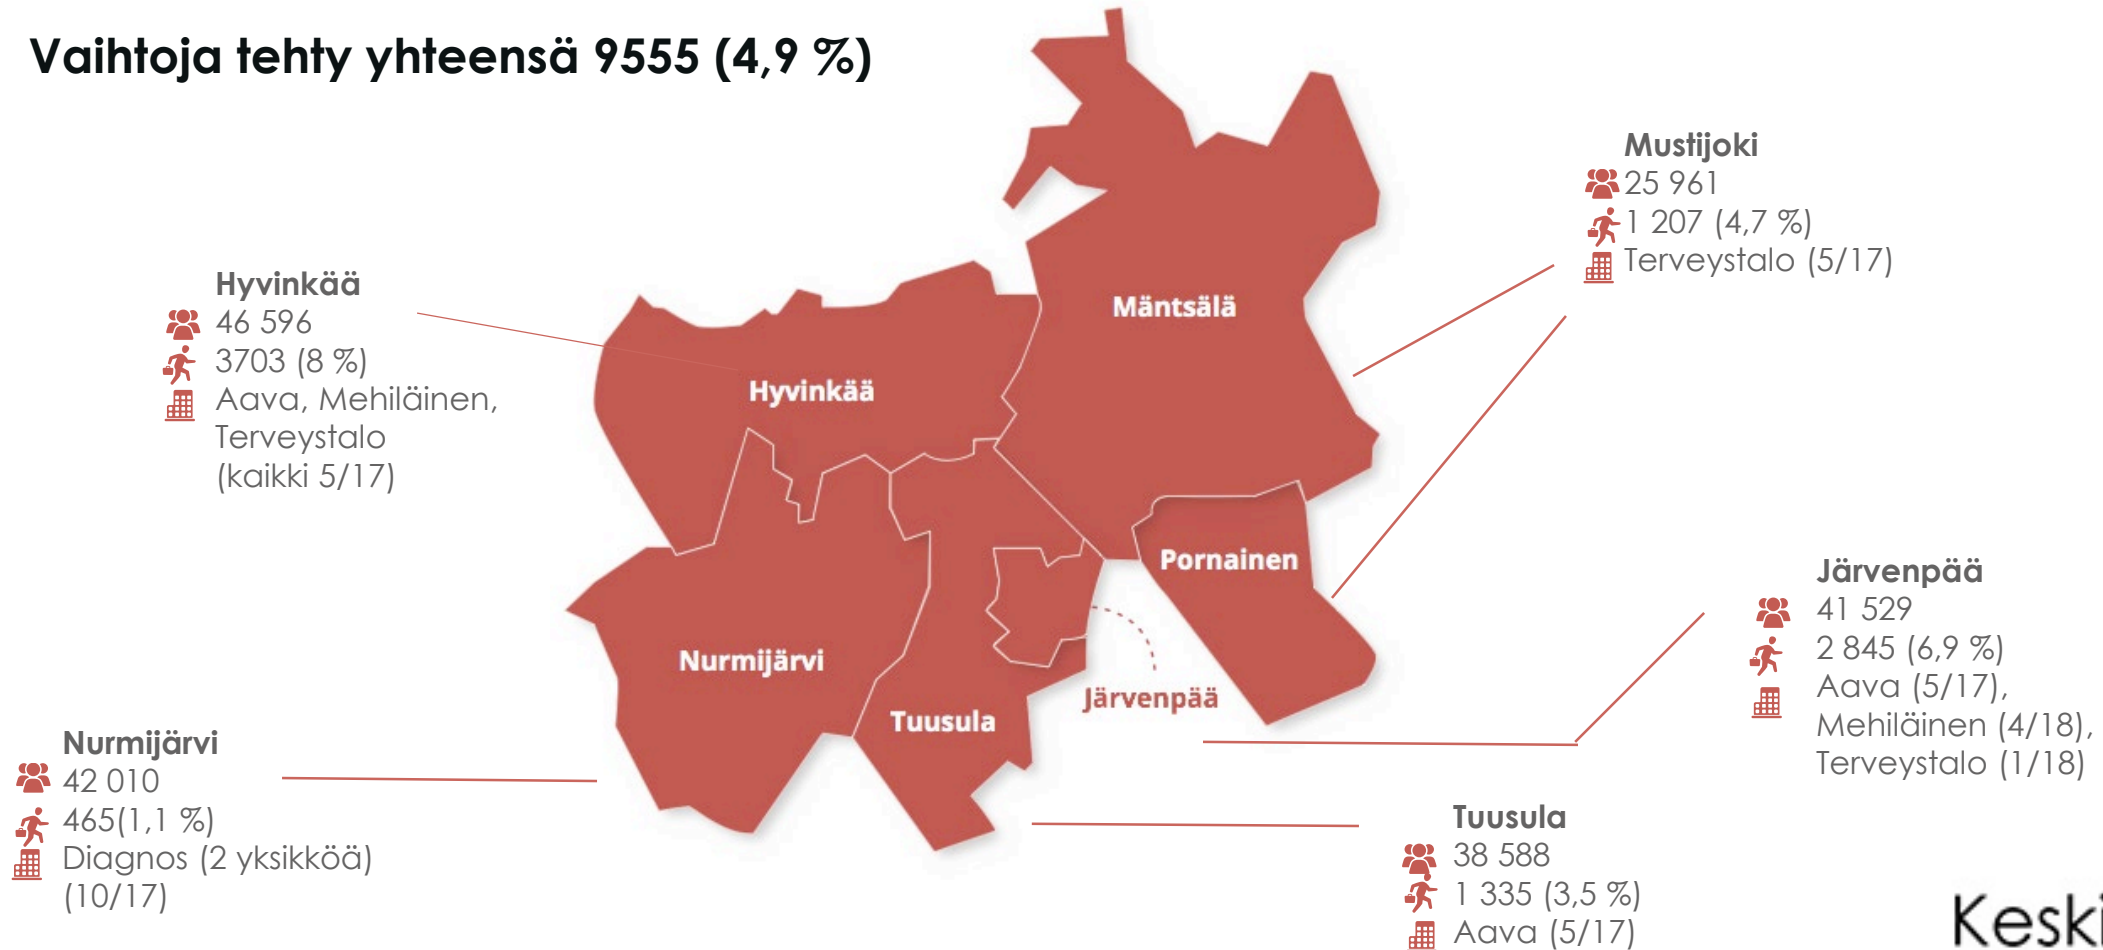 Vaihtoja tehty yhteensä 9555 (4,9 %)
Mustijoki
25 961
1 207 (4,7 %)
Terveystalo (5/17)
Hyvinkää
46 596
3703 (8 %)
Aava, Mehiläinen,
Terveystalo
(kaikki 5/17)
Mäntsälä
Hyvinkää
Pornainen
Nurmijärvi
Järvenpää
Tuusula
Järvenpää
41 529
2 845 (6,9 %)
Aava (5/17),
Mehiläinen (4/18),
Terveystalo (1/18)
Nurmijärvi
42 010
465(1,1 %)
Diagnos (2 yksikköä)
(10/17)
Tuusula
38 588
1 335 (3,5 %)
Aava (5/17)
Keski